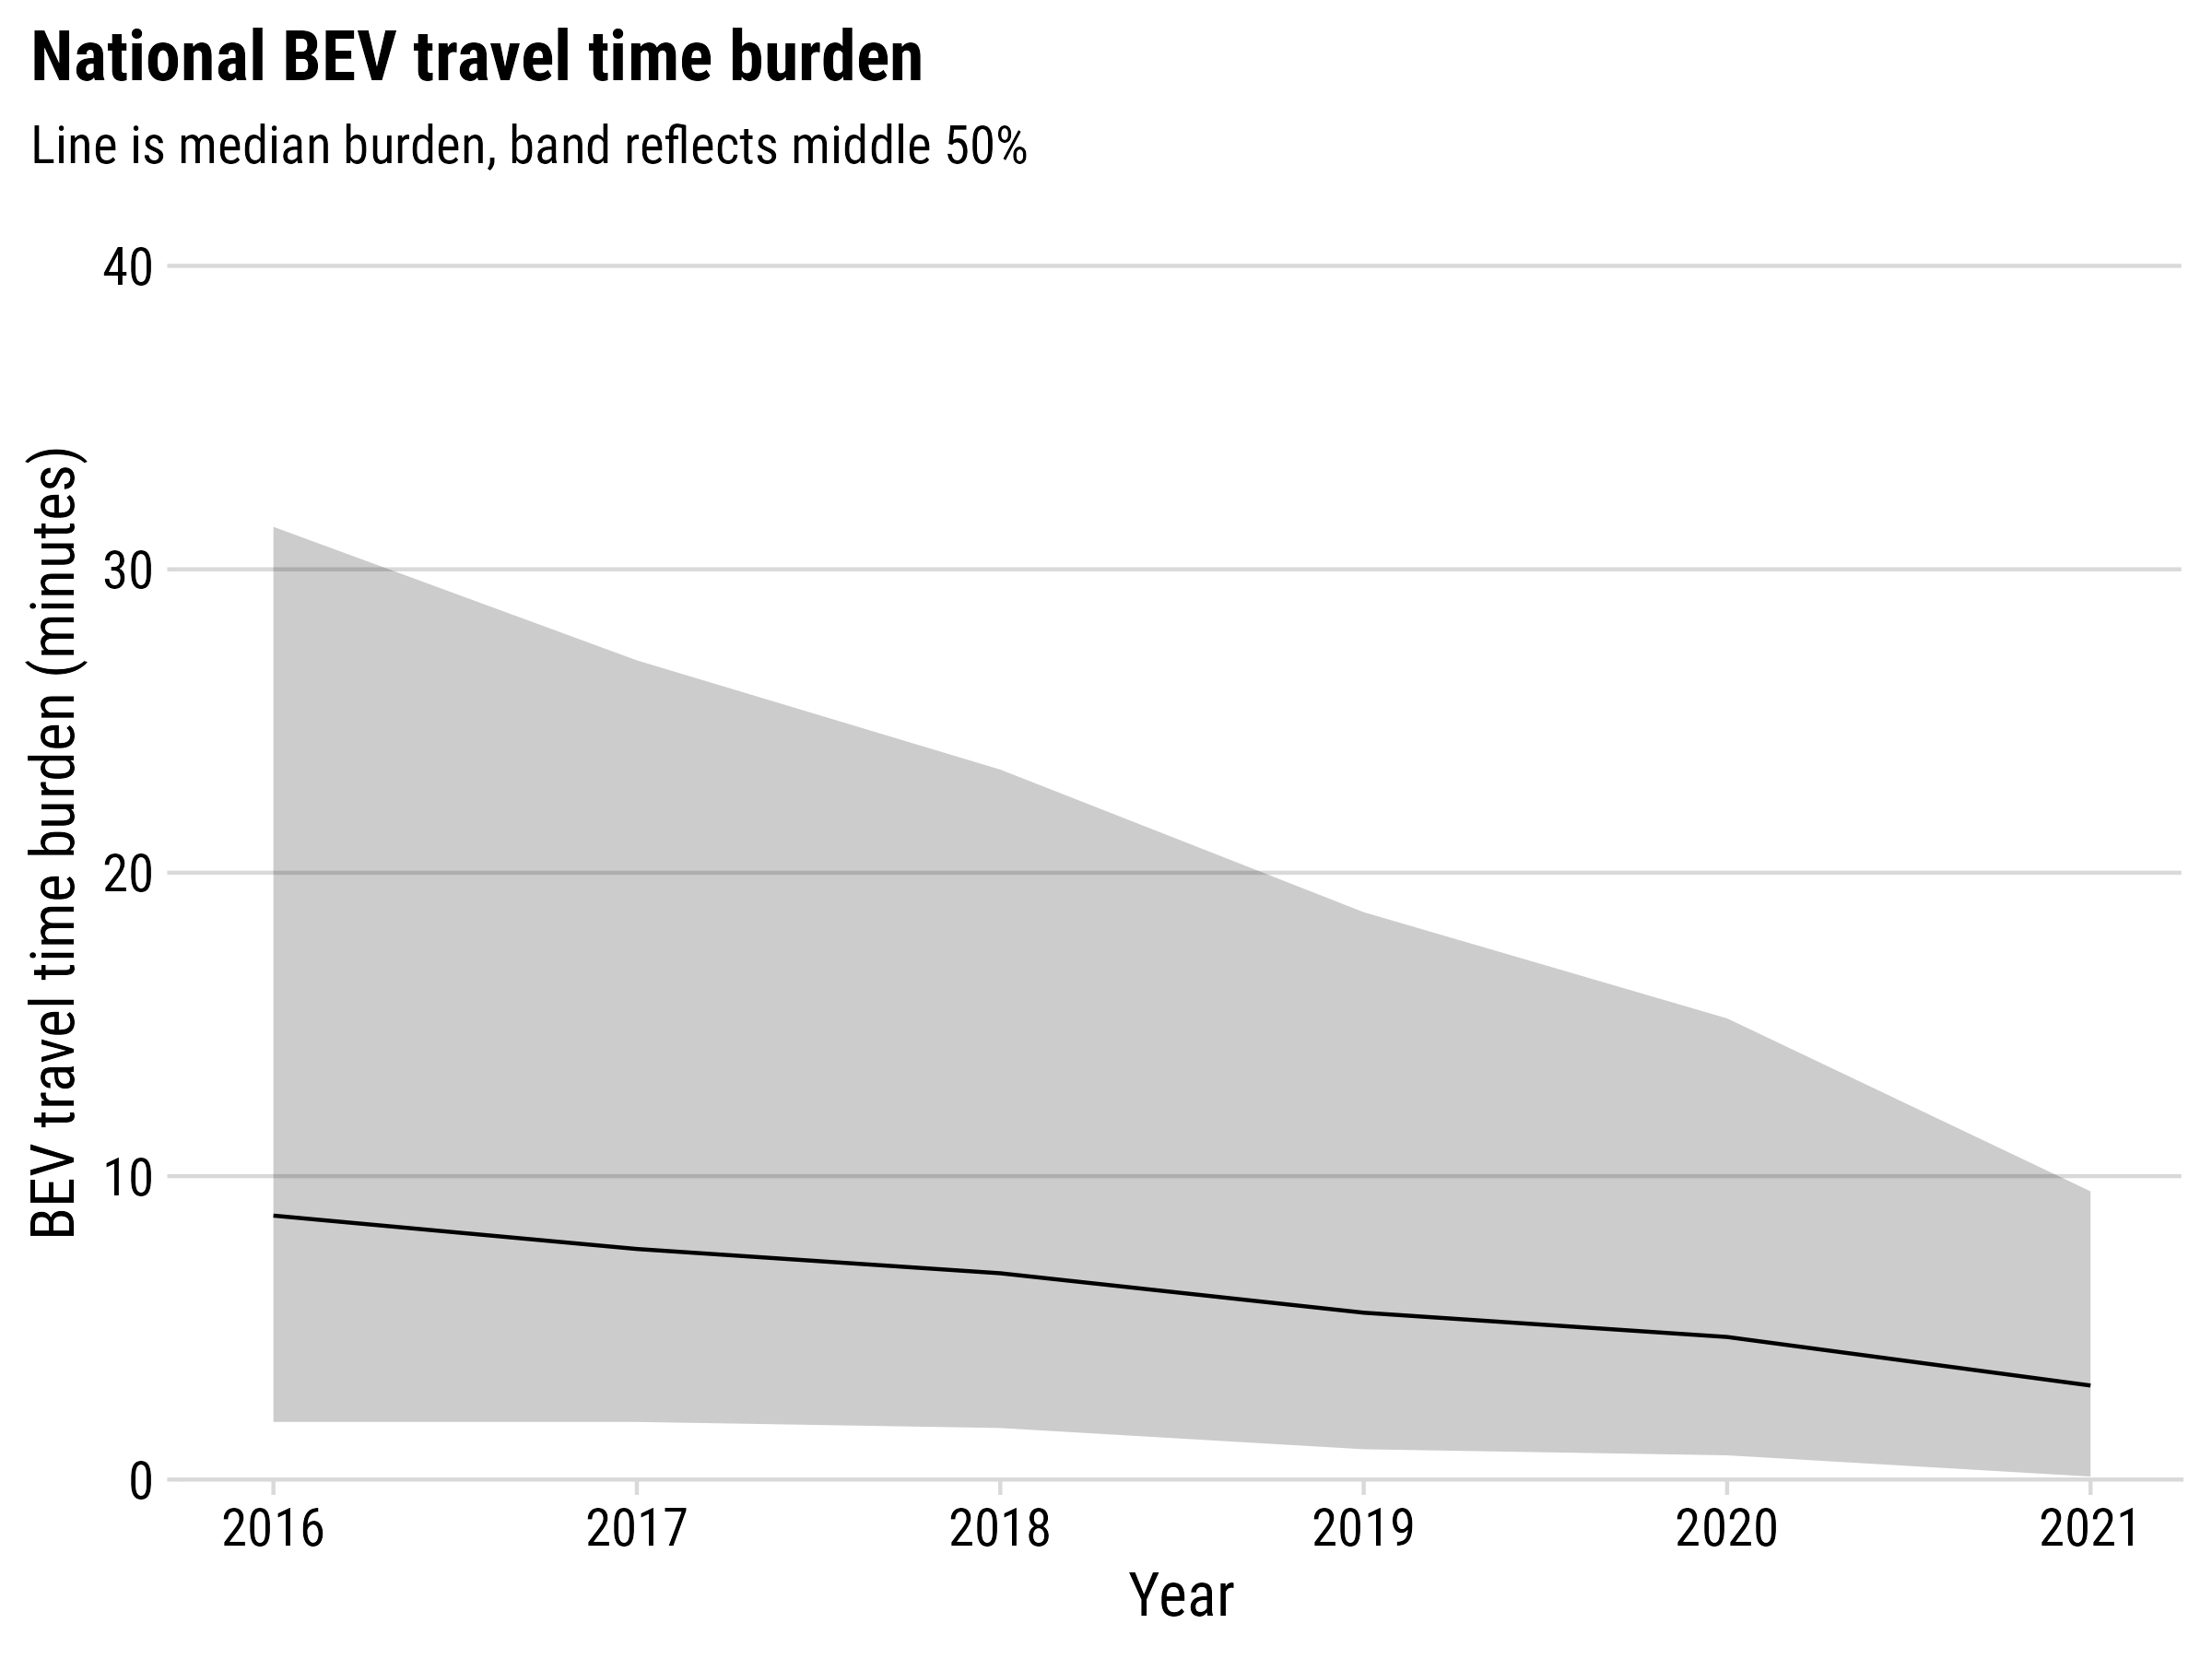 National BEV travel time burden
Line is median burden, band reflects middle 50%
BEV travel time burden (minutes)
40
30
20
10
0
2016 2017 2018 2019 2020 2021
Year